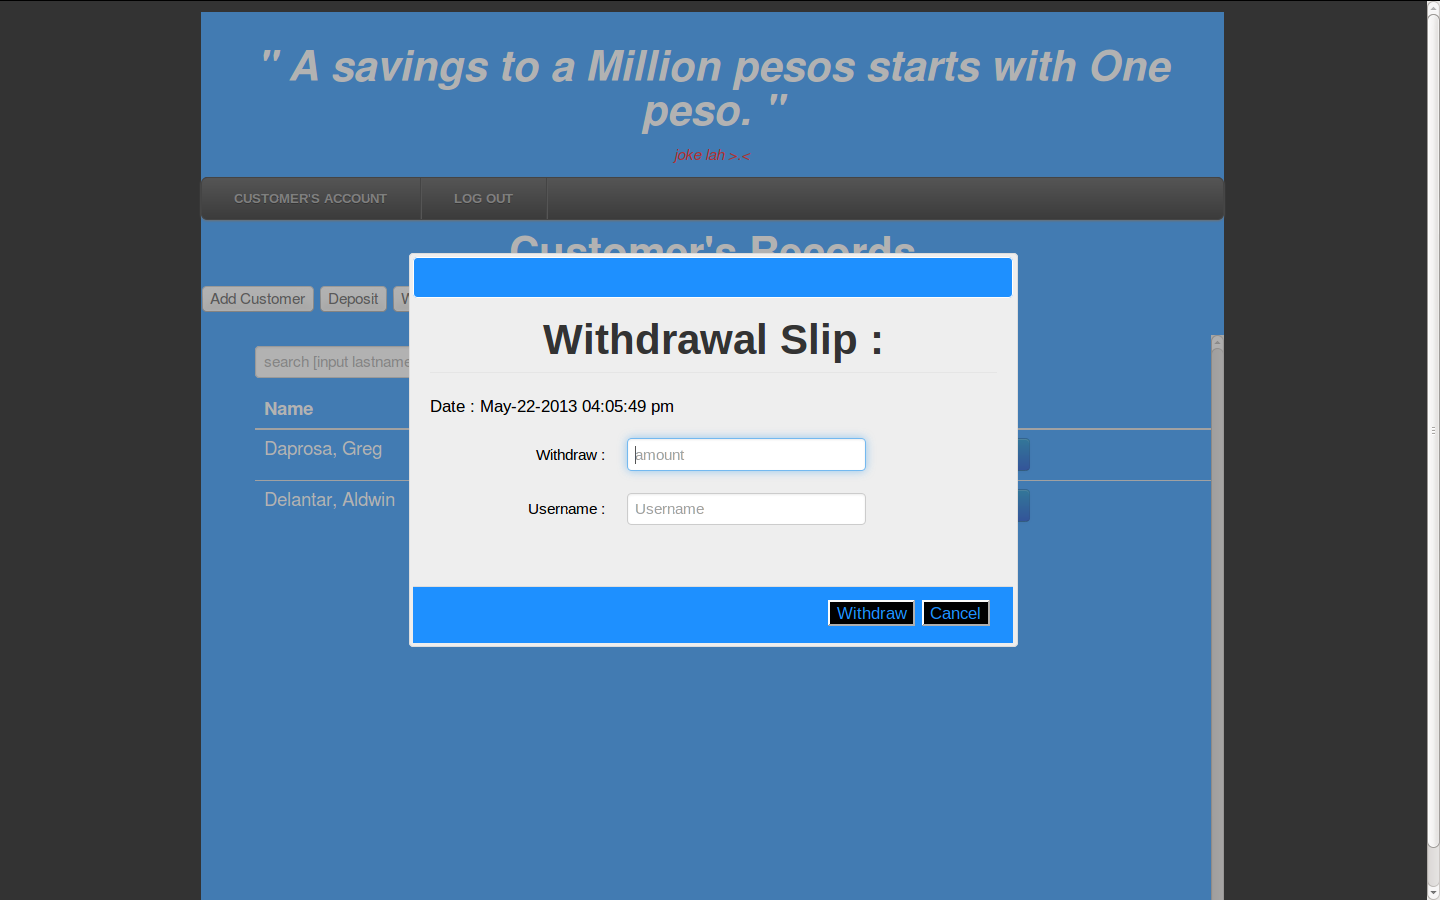 " A savings to a Million pesos starts with One
peso. "
joke lah >.<
CUSTOMER'S ACCOUNT LOG OUT
Customer's Records
Add Customer Deposit
search [input lastname
Name
Daprosa, Greg
Delantar, Aldwin
Withdrawal Slip :
Date : May-22-2013 04:05:49 pm
Withdraw : amount
Username : Username
Withdraw Cancel